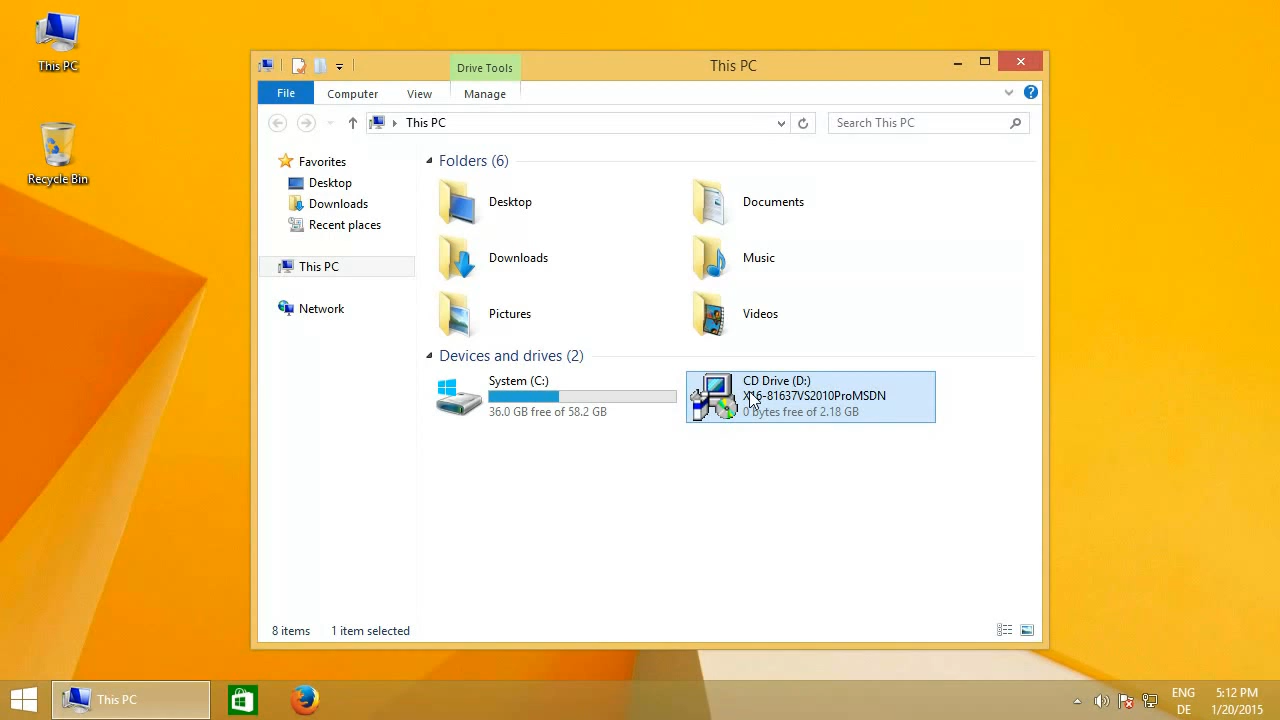 This PC
Recycle Bin
Drive Tools
This PC
File
Computer
View
Manage
This PC
Search This PC
Favorites
Desktop
Downloads
Recent places
This PC
Network
Folders (6)
Desktop
Documents
Downloads
Music
Pictures
Videos
Devices and drives (2)
System (C:)
36.0 GB free of 58.2 GB
CD Drive (D:)
X16-81637VS2010ProMSDN
0 bytes free of 2.18 GB
8 items
1 item selected
This PC
ENG
DE
5:12 PM
1/20/2015